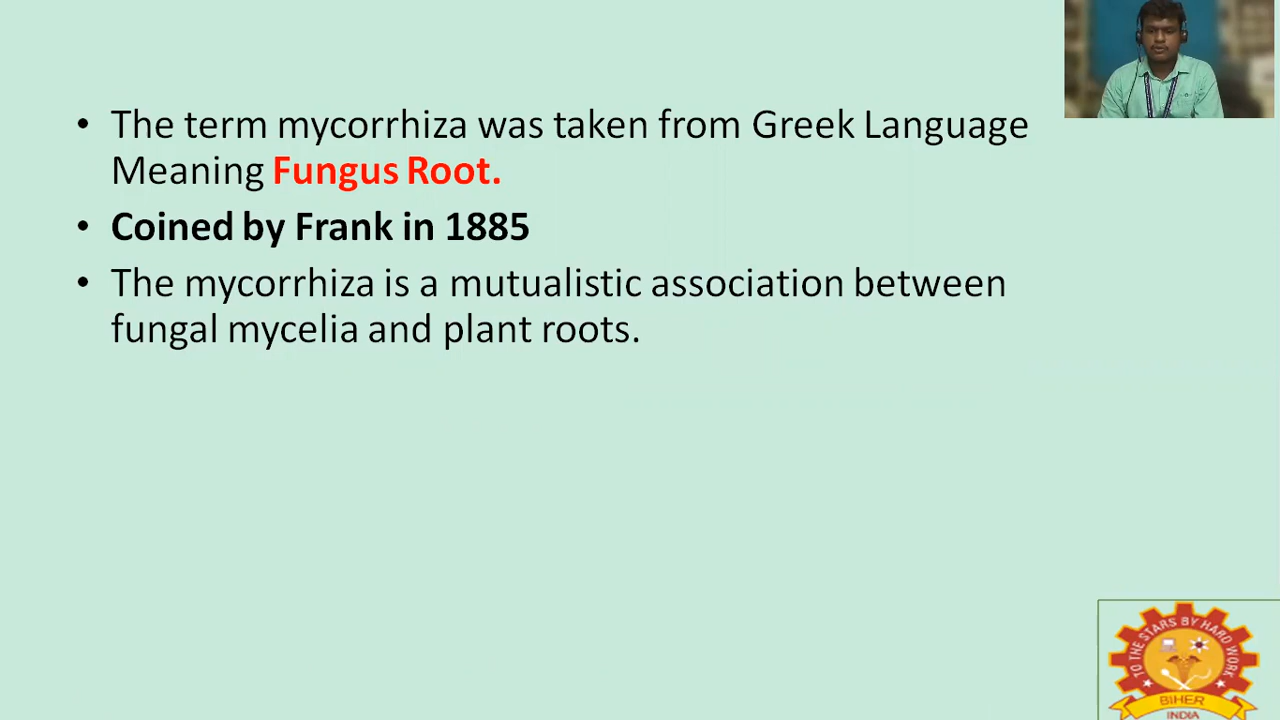 • The term mycorrhiza was taken from Greek Language
Meaning Fungus Root.
• Coined by Frank in 1885
• The mycorrhiza is a mutualistic association between
fungal mycelia and plant roots.
TO THE STARS BY HARD WORK
BIHER
INDIA